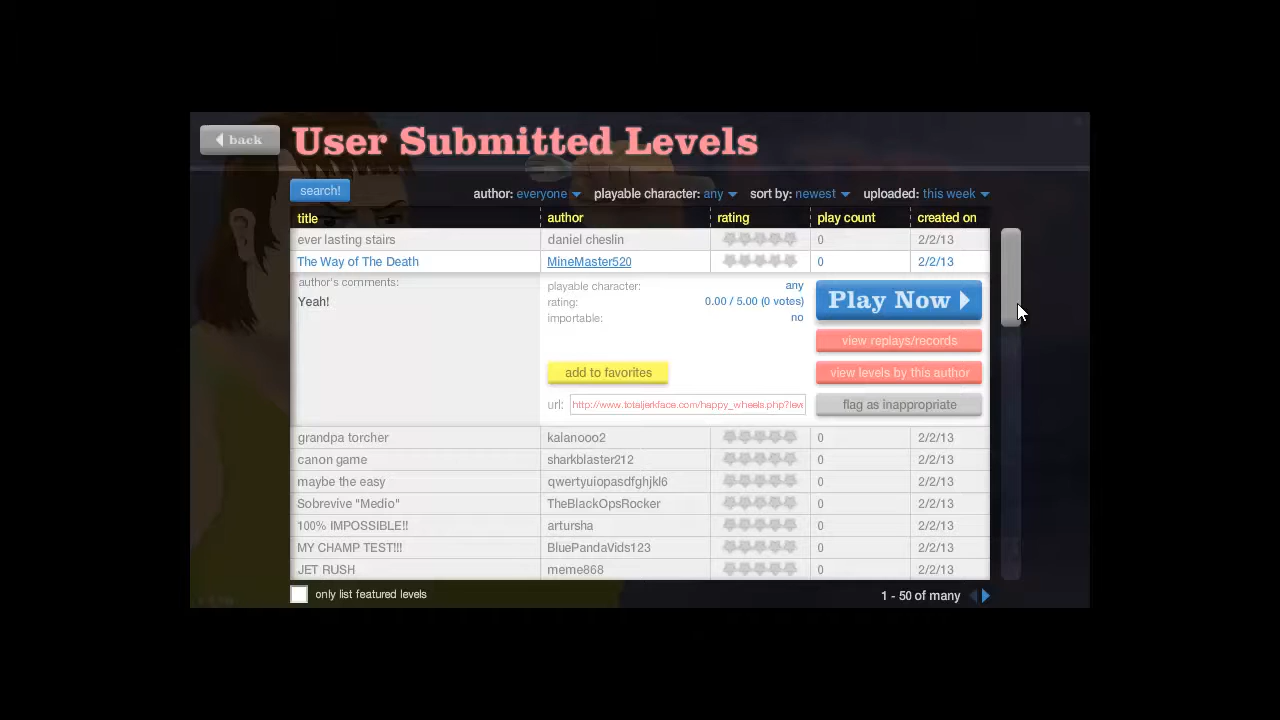 back
User Submitted Levels
search!
author: everyone playable character: any sort by: newest uploaded: this week
title author rating play count created on
ever lasting stairs daniel cheslin 0 2/2/13
The Way of The Death MineMaster520 0 2/2/13
author's comments:
Yeah!
playable character: any
rating: 0.00 / 5.00 (0 votes)
importable: no
Play Now
view replays/records
add to favorites
view levels by this author
url: http://www.totaljerkface.com/happy_wheels.php?leve
flag as inappropriate
grandpa torcher kalanooo2 0 2/2/13
canon game sharkblaster212 0 2/2/13
maybe the easy qwertyuiopasdfghjkl6 0 2/2/13
Sobrevive "Medio" TheBlackOpsRocker 0 2/2/13
100% IMPOSSIBLE!! artursha 0 2/2/13
MY CHAMP TEST!!! BluePandaVids123 0 2/2/13
JET RUSH meme868 0 2/2/13
only list featured levels
1 - 50 of many